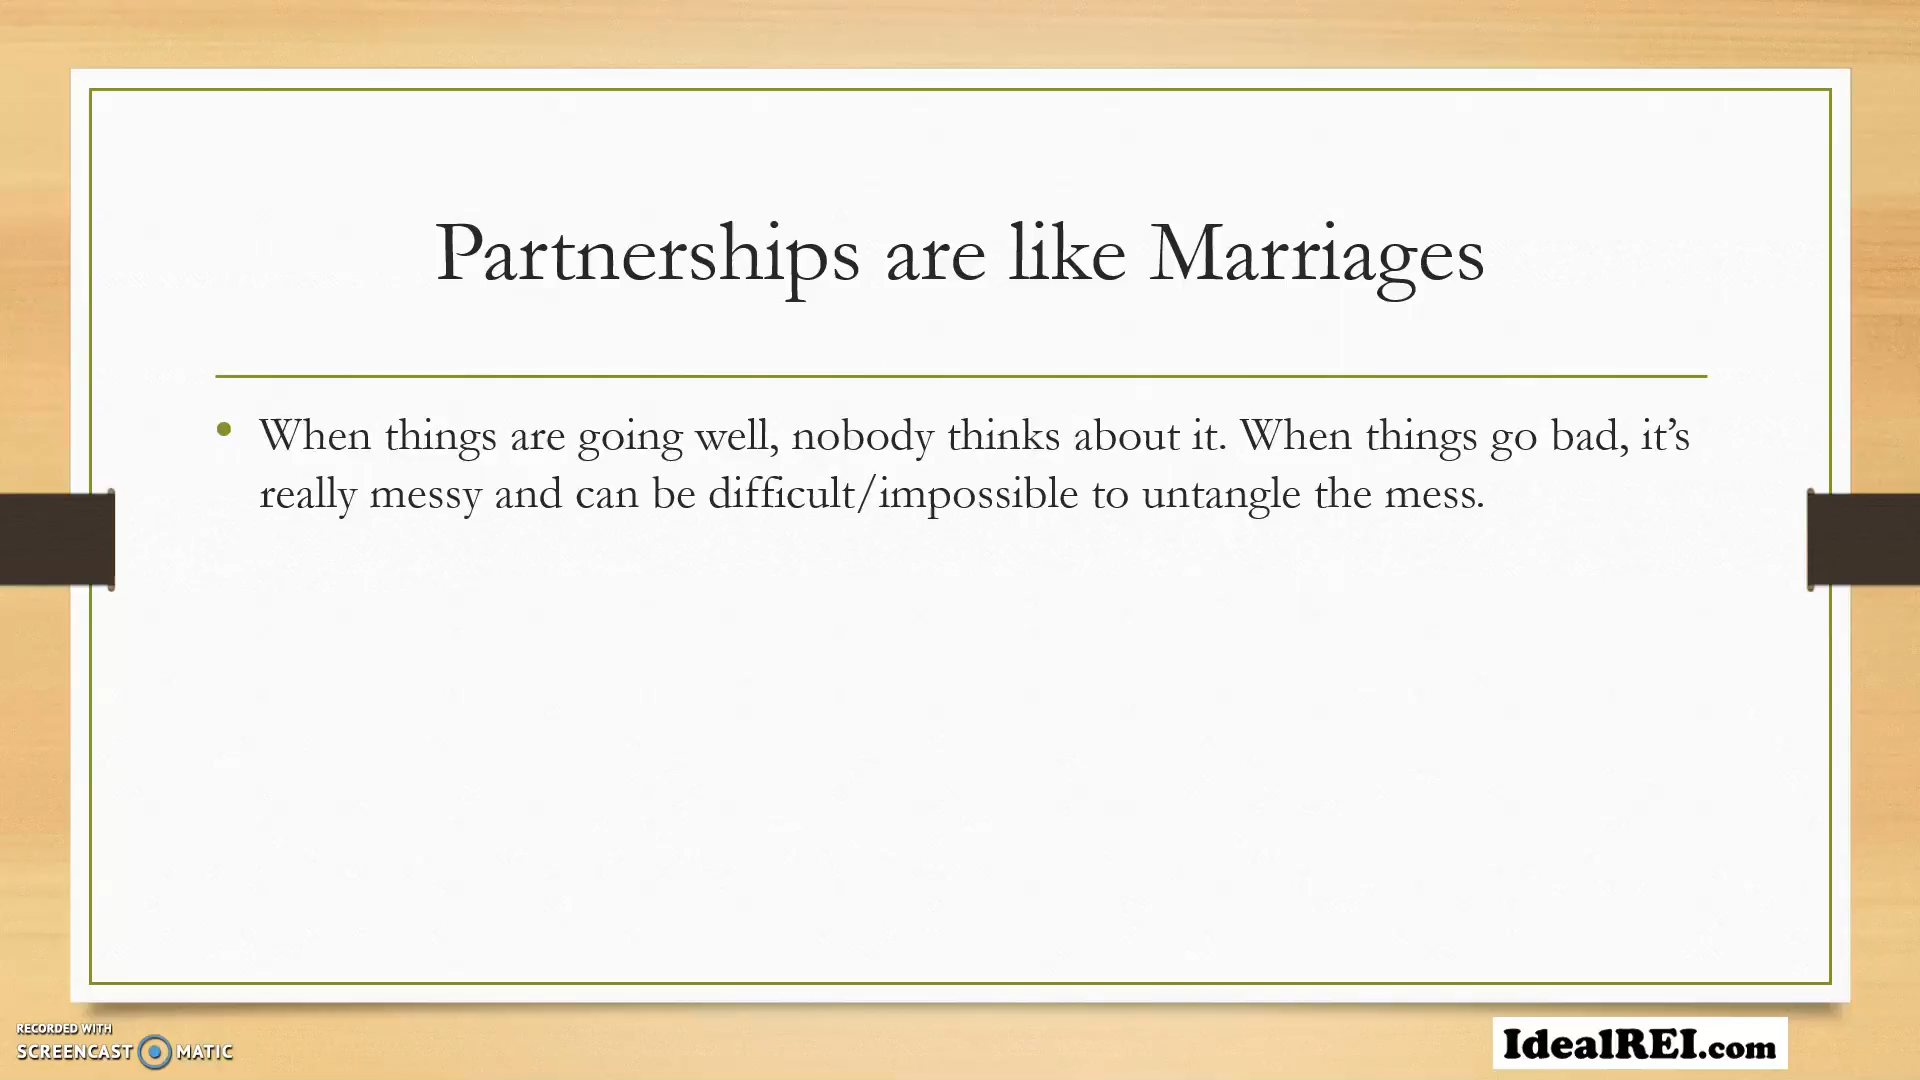 Partnerships are like Marriages
• When things are going well, nobody thinks about it. When things go bad, it’s
really messy and can be difficult/impossible to untangle the mess.
RECORDED WITH
SCREENCAST MATIC
IdealREI.com